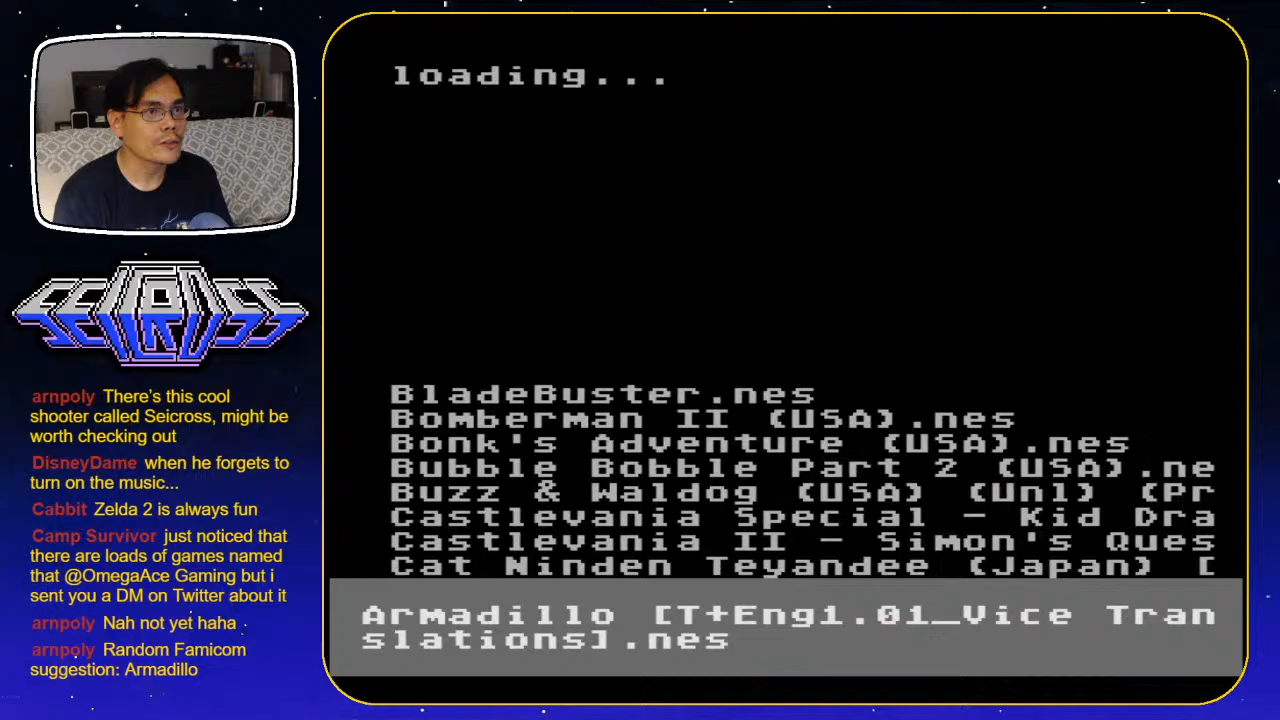 loading...
BladeBuster.nes
Bomberman II (USA).nes
Bonk's Adventure (USA).nes
Bubble Bobble Part 2 (USA).ne
Buzz & Waldog (USA) (Unl) (Pr
Castlevania Special - Kid Dra
Castlevania II - Simon's Ques
Cat Ninden Teyandee (Japan) [
Armadillo [T+Eng1.01_Vice Tran
slations].nes
SEICROSS
arnpoly There's this cool
shooter called Seicross, might be
worth checking out
DisneyDame when he forgets to
turn on the music...
Cabbit Zelda 2 is always fun
Camp Survivor just noticed that
there are loads of games named
that @OmegaAce Gaming but i
sent you a DM on Twitter about it
arnpoly Nah not yet haha
arnpoly Random Famicom
suggestion: Armadillo